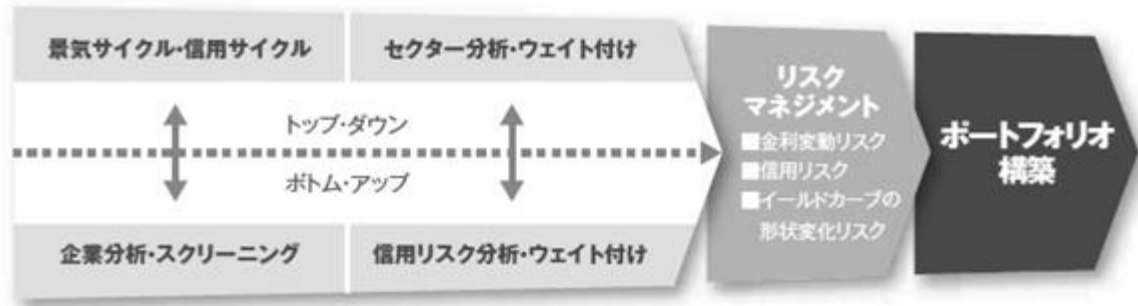 景気サイクル・信用サイクル
セクター分析・ウェイト付け
トップ・ダウン
ボトム・アップ
企業分析・スクリーニング
信用リスク分析・ウェイト付け
リスク
マネジメント
■金利変動リスク
■信用リスク
■イールドカーブの
形状変化リスク
ポートフォリオ
構築